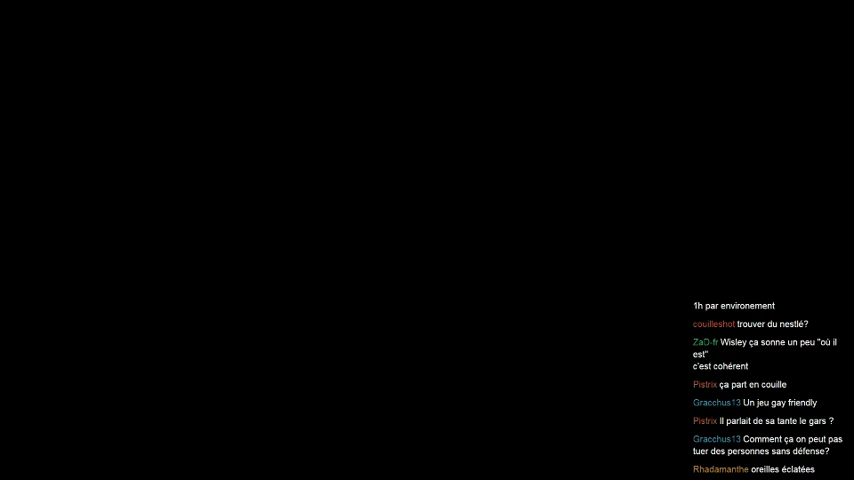 1h par environement
couilleshot trouver du nestlé?
ZaD-fr Wisley ça sonne un peu "où il
est"
c'est cohérent
Pistrix ça part en couille
Gracchus13 Un jeu gay friendly
Pistrix Il parlait de sa tante le gars ?
Gracchus13 Comment ça on peut pas
tuer des personnes sans défense?
Rhadamanthe oreilles éclatées